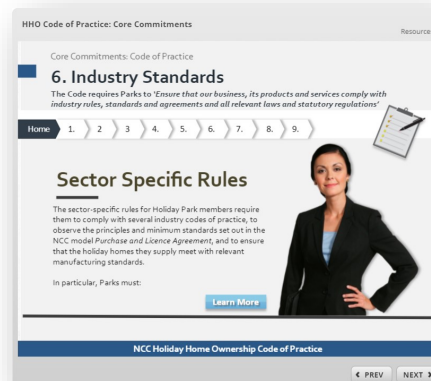 HHO Code of Practice: Core Commitments
Resource
Core Commitments: Code of Practice
6. Industry Standards
The Code requires Parks to 'Ensure that our business, its products and services comply with
industry rules, standards and agreements and all relevant laws and statutory regulations'
Home 1. 2 3 4. 5. 6. 7. 8. 9.
Sector Specific Rules
The sector-specific rules for Holiday Park members require
them to comply with several industry codes of practice, to
observe the principles and minimum standards set out in the
NCC model Purchase and Licence Agreement, and to ensure
that the holiday homes they supply meet with relevant
manufacturing standards.
In particular, Parks must:
Learn More
NCC Holiday Home Ownership Code of Practice
PREV NEXT